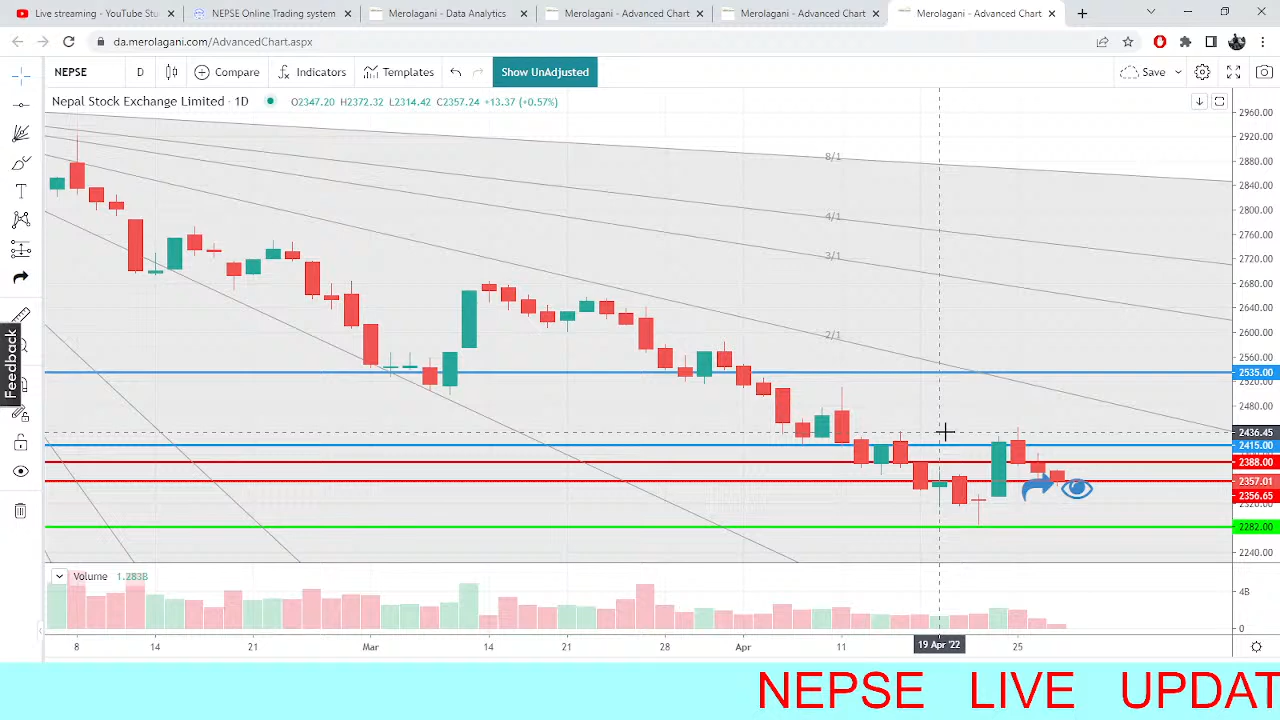 Live streaming - YouTube Stu
NEPSE Online Trading system
Merolagani - Data Analytics
Merolagani - Advanced Chart
Merolagani - Advanced Chart
Merolagani - Advanced Chart
da.merolagani.com/AdvancedChart.aspx
NEPSE
D
Compare
Indicators
Templates
Show UnAdjusted
Save
Nepal Stock Exchange Limited · 1D
O2347.20 H2372.32 L2314.42 C2357.24 +13.37 (+0.57%)
Feedback
8/1
4/1
3/1
2/1
2960.00
2920.00
2880.00
2840.00
2800.00
2760.00
2720.00
2680.00
2640.00
2600.00
2560.00
2535.00
2520.00
2480.00
2436.45
2415.00
2388.00
2357.01
2356.65
2282.00
2240.00
Volume 1.283B
4B
0
8
14
21
Mar
14
21
28
Apr
11
19 Apr '22
25
NEPSE LIVE UPDAT